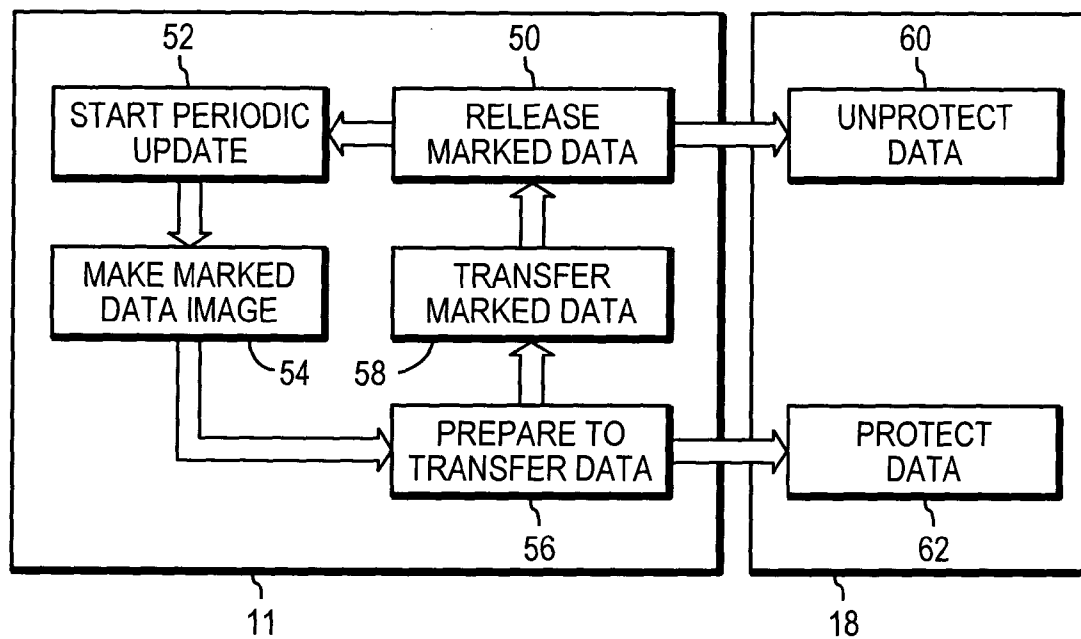 52
50
60
START PERIODIC
UPDATE
RELEASE
MARKED DATA
UNPROTECT
DATA
MAKE MARKED
DATA IMAGE
TRANSFER
MARKED DATA
54
58
PREPARE TO
TRANSFER DATA
PROTECT
DATA
56
62
11
18